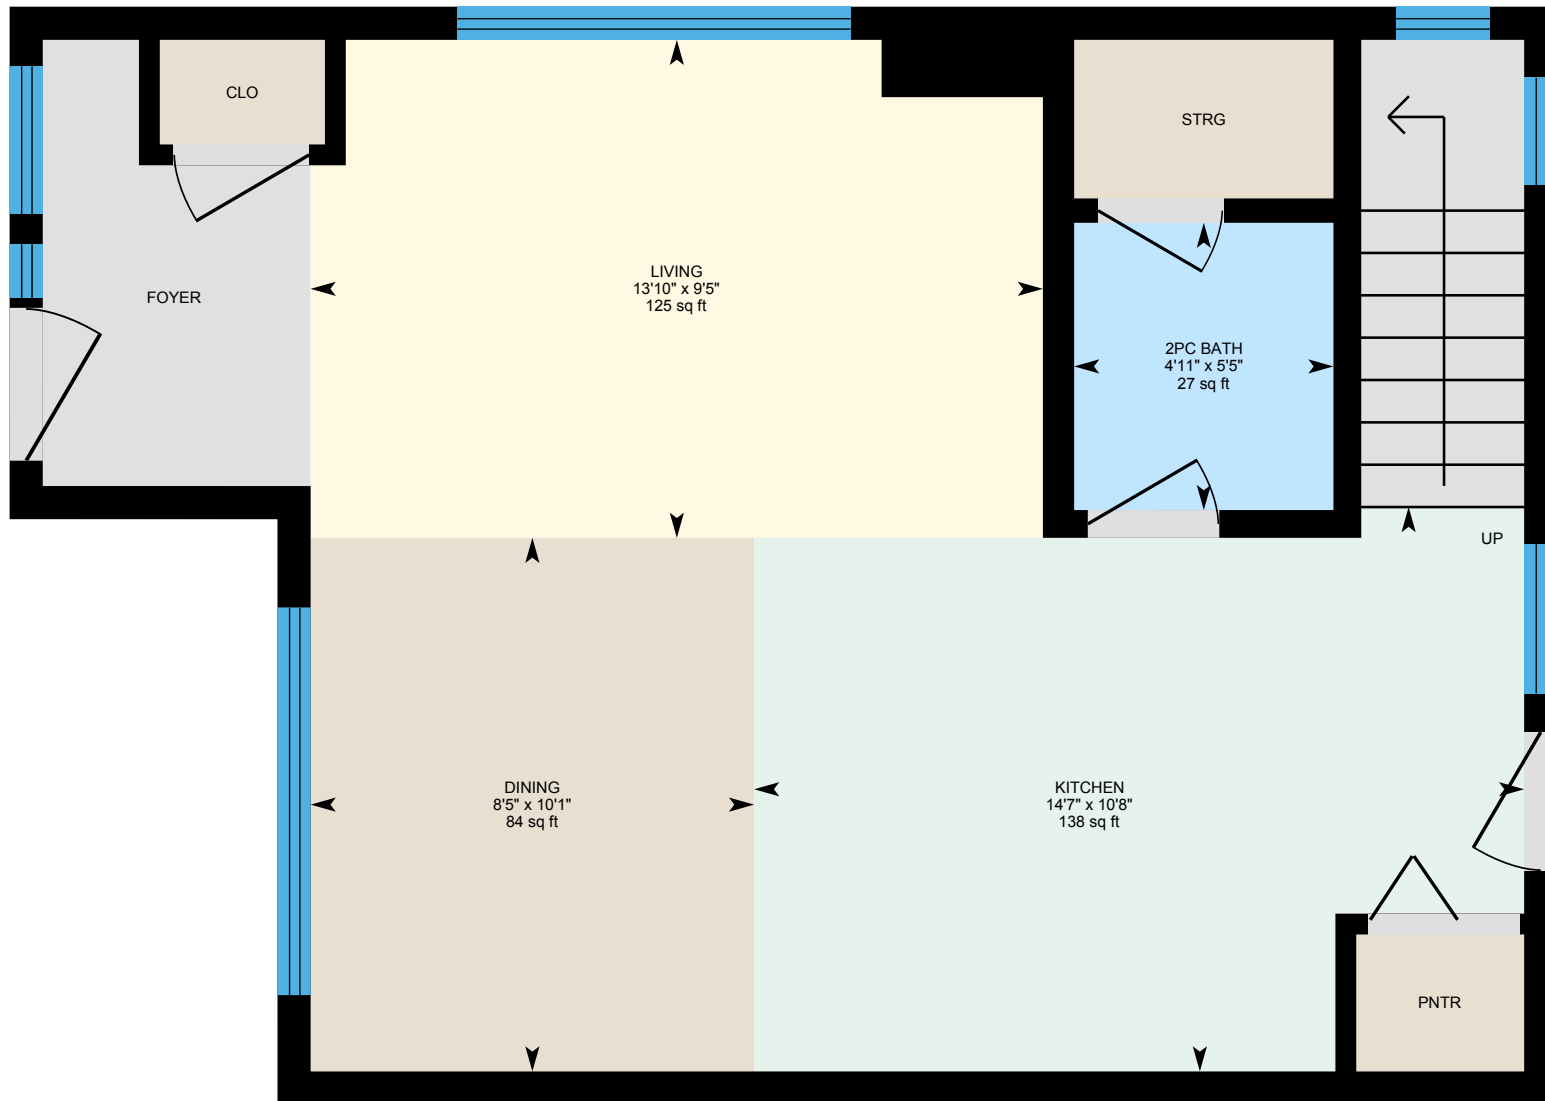 CLO
STRG
LIVING
13'10" x 9'5"
125 sq ft
FOYER
2PC BATH
4'11" x 5'5"
27 sq ft
UP
DINING
8'5" x 10'1"
84 sq ft
KITCHEN
14'7" x 10'8"
138 sq ft
PNTR